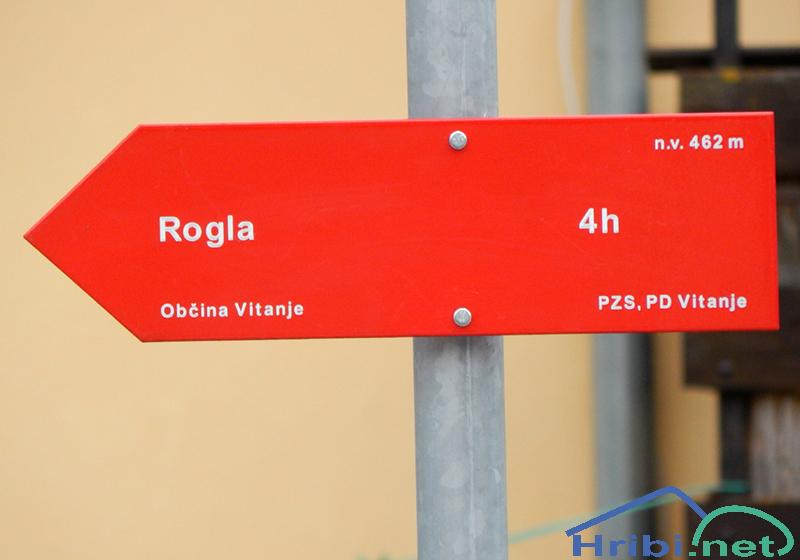 n.v. 462 m
Rogla 4h
Občina Vitanje PZS, PD Vitanje
Hribi.net